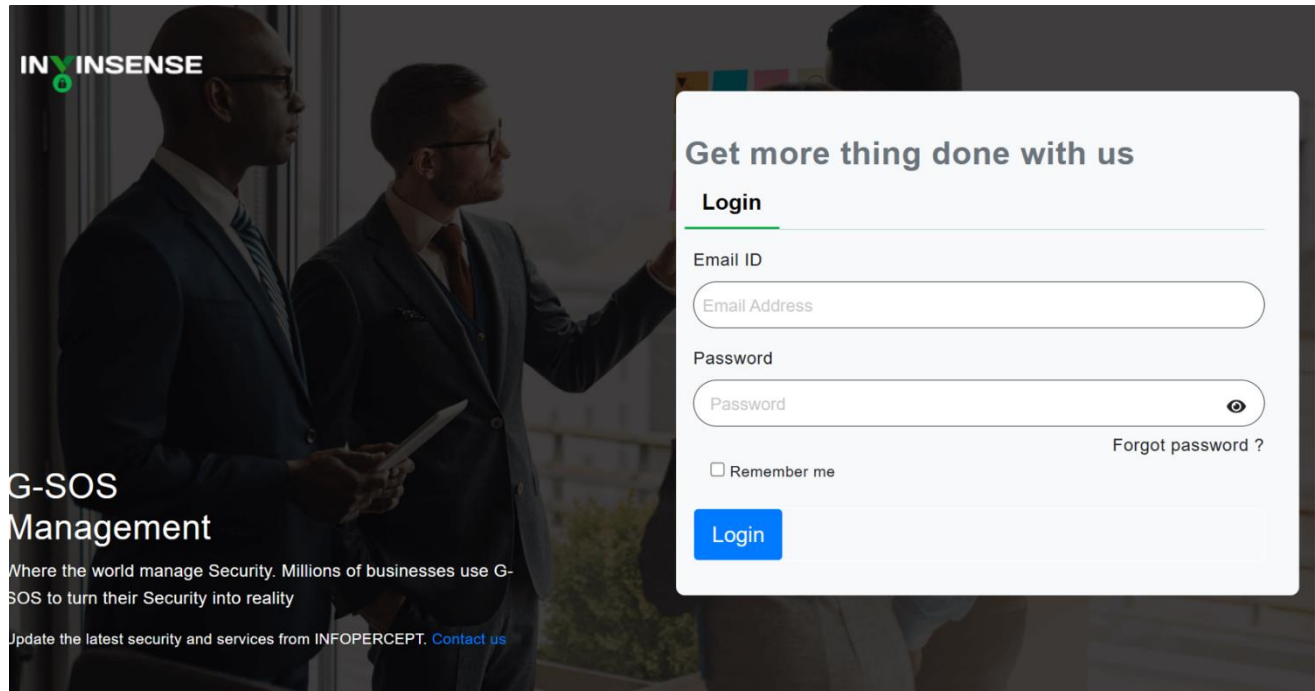 INVINSENSE
Get more thing done with us
Login
Email ID
Email Address
Password
Password
Forgot password ?
Remember me
Login
G-SOS
Management
Where the world manage Security. Millions of businesses use G-
SOS to turn their Security into reality
Update the latest security and services from INFOPERCEPT. Contact us